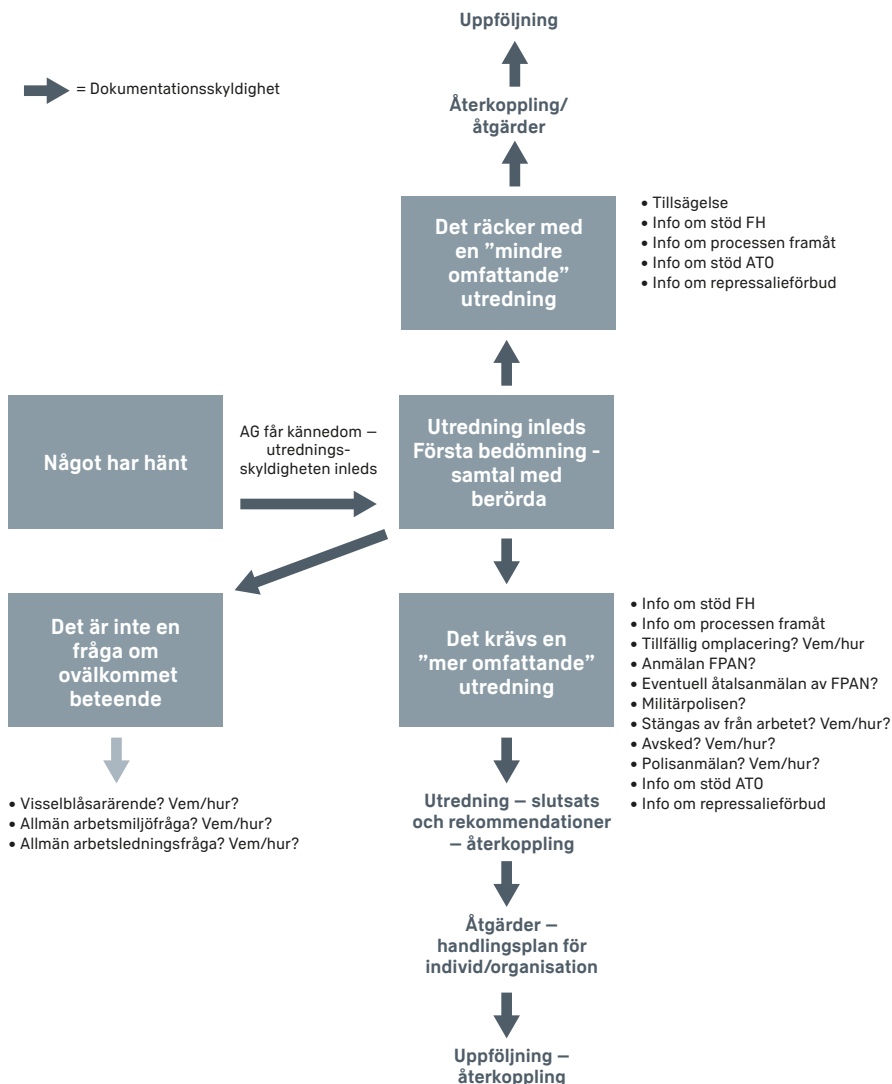 Uppföljning
= Dokumentationsskyldighet
Återkoppling/
åtgärder
Det räcker med
en ”mindre
omfattande”
utredning
• Tillsägelse
• Info om stöd FH
• Info om processen framåt
• Info om stöd ATO
• Info om repressalieförbud
Något har hänt
AG får kännedom –
utrednings-
skyldigheten inleds
Utredning inleds
Första bedömning -
samtal med
berörda
Det är inte en
fråga om
ovälkommet
beteende
Det krävs en
”mer omfattande”
utredning
• Info om stöd FH
• Info om processen framåt
• Tillfällig omplacering? Vem/hur
• Anmälan FPAN?
• Eventuell åtalsanmälan av FPAN?
• Militärpolisen?
• Stängas av från arbetet? Vem/hur?
• Avsked? Vem/hur?
• Polisanmälan? Vem/hur?
• Info om stöd ATO
• Info om repressalieförbud
• Visselblåsarärende? Vem/hur?
• Allmän arbetsmiljöfråga? Vem/hur?
• Allmän arbetsledningsfråga? Vem/hur?
Utredning – slutsats
och rekommendationer
– återkoppling
Åtgärder –
handlingsplan för
individ/organisation
Uppföljning –
återkoppling